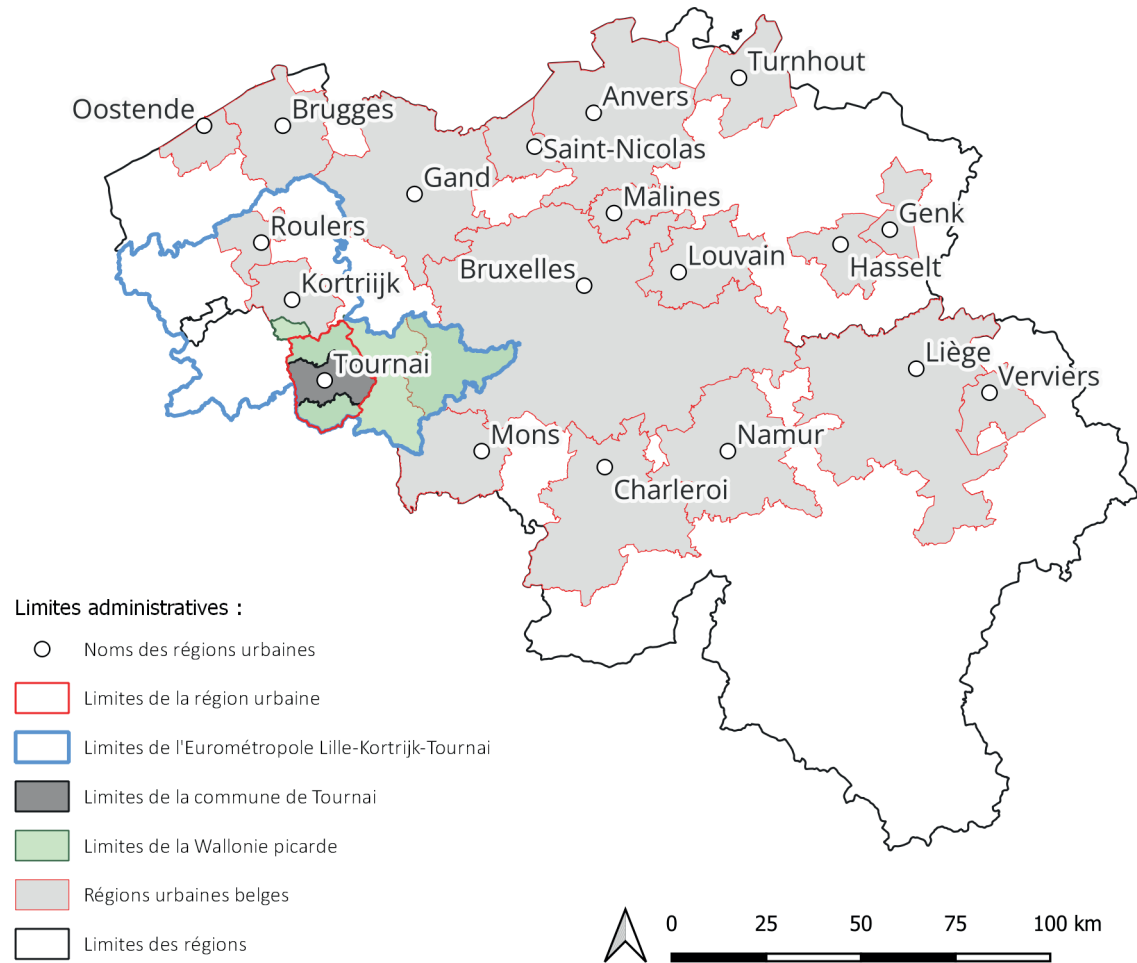 Turnhout
Oostende
Brugges
Anvers
Saint-Nicolas
Gand
Malines
Genk
Roulers
Louvain
Hasselt
Bruxelles
Kortriijk
Liège
Tournai
Verviers
Mons
Namur
Charleroi
Limites administratives :
Noms des régions urbaines
Limites de la région urbaine
Limites de l'Eurométropole Lille-Kortrijk-Tournai
Limites de la commune de Tournai
Limites de la Wallonie picarde
Régions urbaines belges
Limites des régions
0 25 50 75 100 km